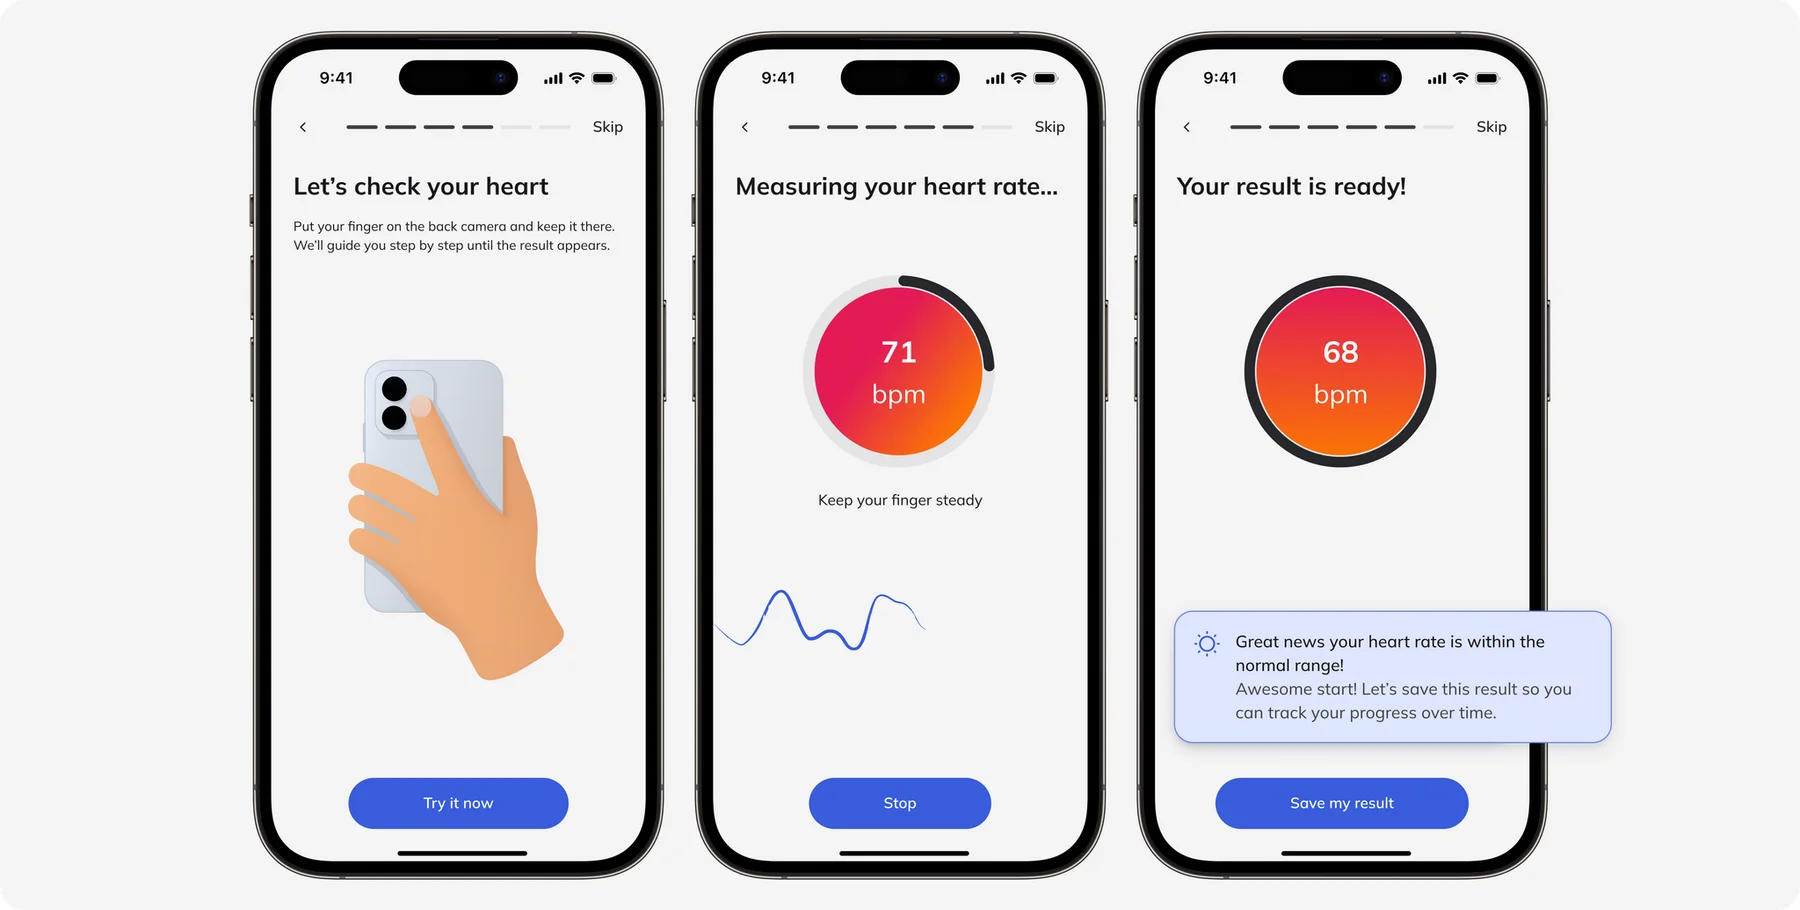 9:41
Skip
Let’s check your heart
Put your finger on the back camera and keep it there.
We’ll guide you step by step until the result appears.
Try it now
9:41
Skip
Measuring your heart rate...
71
bpm
Keep your finger steady
Stop
9:41
Skip
Your result is ready!
68
bpm
Great news your heart rate is within the
normal range!
Awesome start! Let’s save this result so you
can track your progress over time.
Save my result